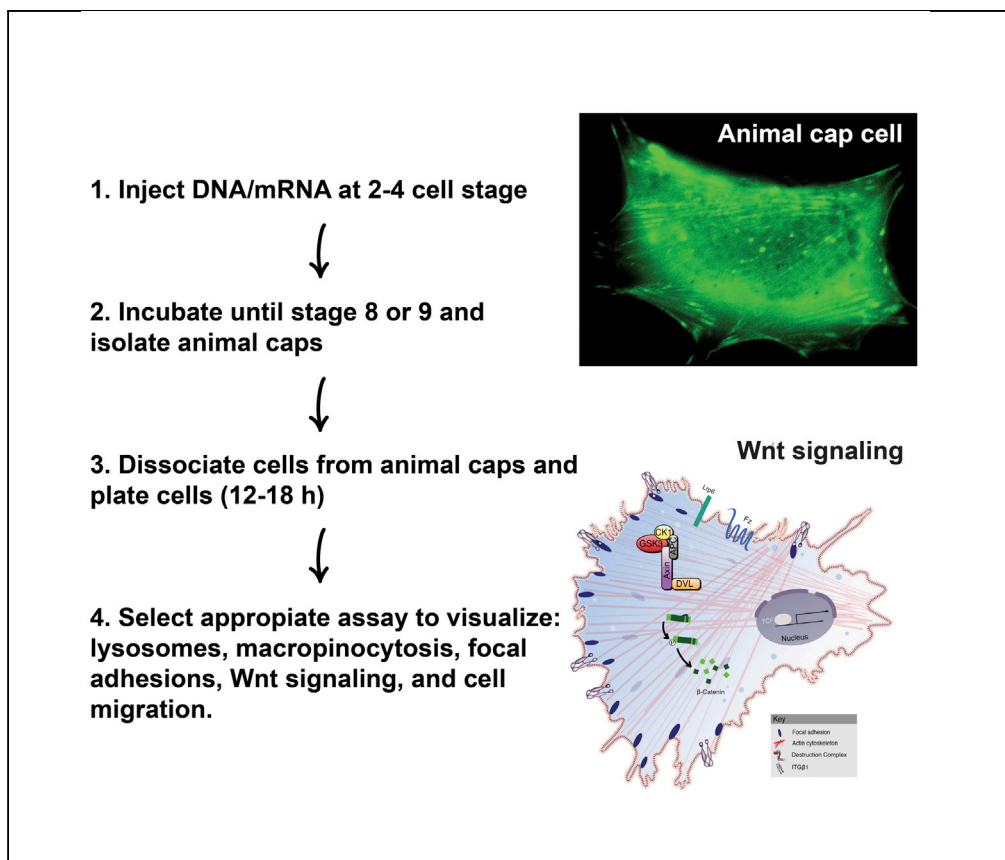 Animal cap cell
1. Inject DNA/mRNA at 2-4 cell stage
2. Incubate until stage 8 or 9 and
isolate animal caps
3. Dissociate cells from animal caps and
plate cells (12-18 h)
4. Select appropiate assay to visualize:
lysosomes, macropinocytosis, focal
adhesions, Wnt signaling, and cell
migration.
Wnt signaling
Lrp6
Fz
CK1
GSK3
APC
Axin
DVL
TCF
Nucleus
P
β-Catenin
Key
Focal adhesion
Actin cytoskeleton
Destruction Complex
ITGβ1